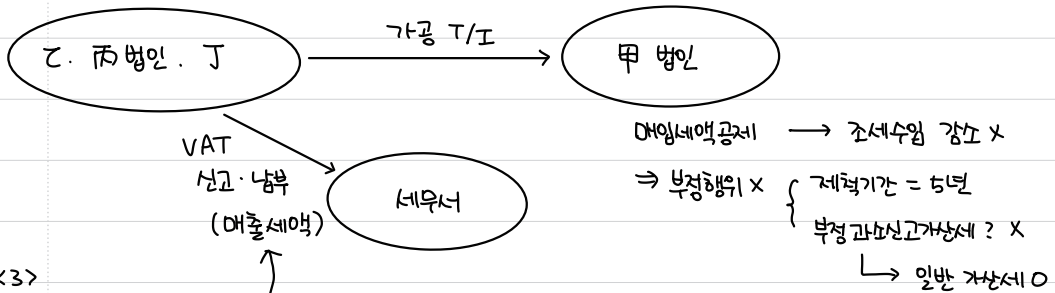 가공 T/I
乙. 丙 법인. 丁
甲 법인
VAT
신고·납부
(매출세액)
세무서
매입세액공제 → 조세수입 감소 X
⇒ 부정행위 X { 제척기간 = 5년
부정과소신고가산세? X
→ 일반 가산세 O
<3>